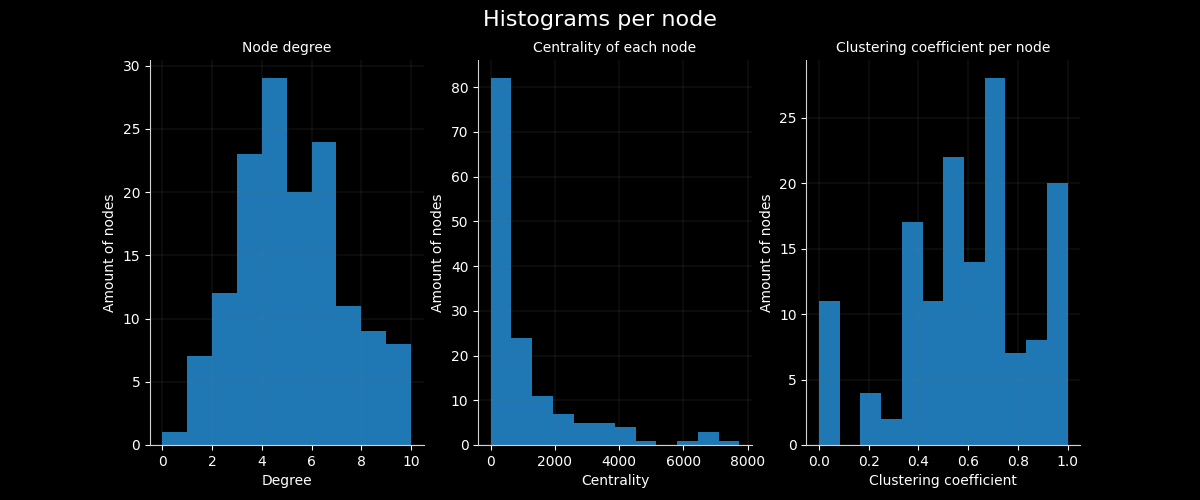 Histograms per node
Node degree
Amount of nodes
30
25
20
15
10
5
0
0 2 4 6 8 10
Degree
Centrality of each node
Amount of nodes
80
70
60
50
40
30
20
10
0
0 2000 4000 6000 8000
Centrality
Clustering coefficient per node
Amount of nodes
25
20
15
10
5
0
0.0 0.2 0.4 0.6 0.8 1.0
Clustering coefficient